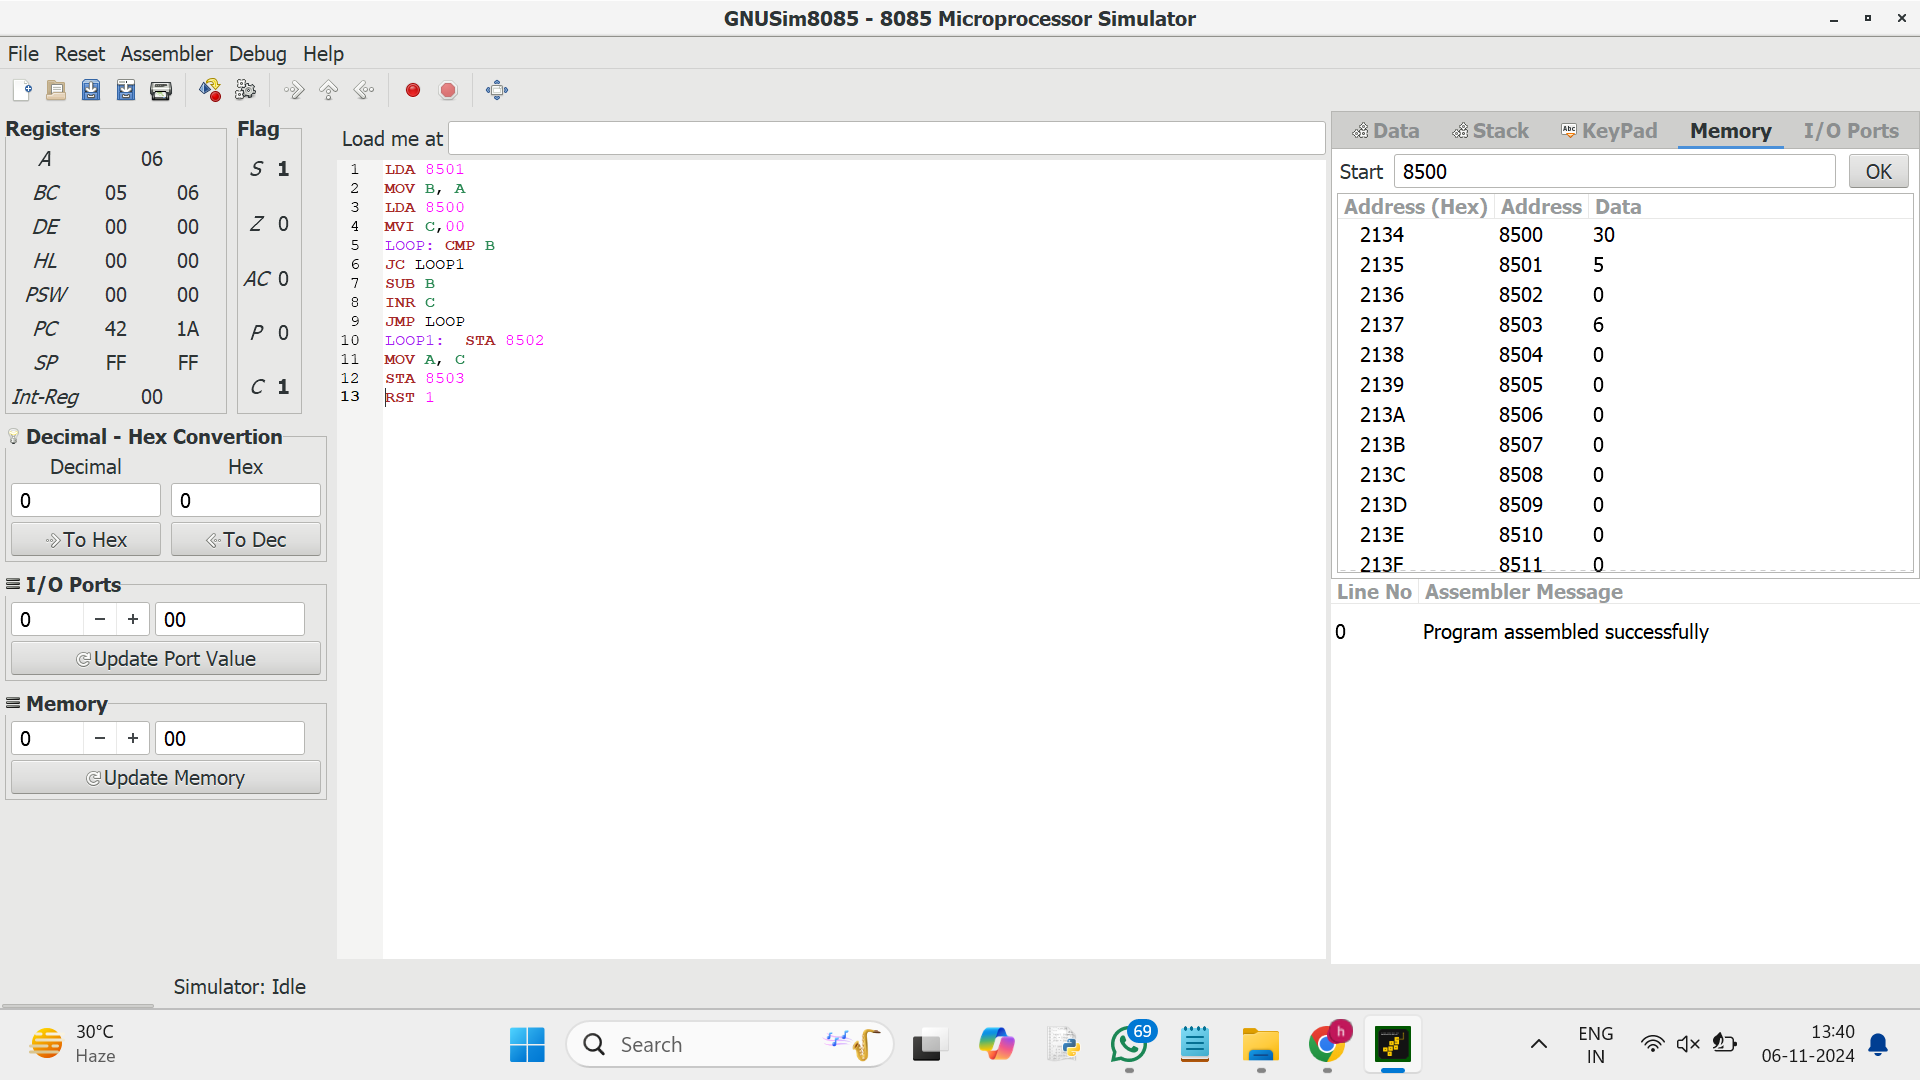 GNUSim8085 - 8085 Microprocessor Simulator
File Reset Assembler Debug Help
Registers
A 06
BC 05 06
DE 00 00
HL 00 00
PSW 00 00
PC 42 1A
SP FF FF
Int-Reg 00
Flag
S 1
Z 0
AC 0
P 0
C 1
Decimal - Hex Convertion
Decimal Hex
0 0
To Hex To Dec
I/O Ports
0 − + 00
Update Port Value
Memory
0 − + 00
Update Memory
Load me at
1 LDA 8501
2 MOV B, A
3 LDA 8500
4 MVI C,00
5 LOOP: CMP B
6 JC LOOP1
7 SUB B
8 INR C
9 JMP LOOP
10 LOOP1: STA 8502
11 MOV A, C
12 STA 8503
13 RST 1
Data Stack Abc KeyPad Memory I/O Ports
Start 8500 OK
Address (Hex) Address Data
2134 8500 30
2135 8501 5
2136 8502 0
2137 8503 6
2138 8504 0
2139 8505 0
213A 8506 0
213B 8507 0
213C 8508 0
213D 8509 0
213E 8510 0
213F 8511 0
Line No Assembler Message
0 Program assembled successfully
Simulator: Idle
30°C
Haze
Search
69
h
ENG
IN
13:40
06-11-2024